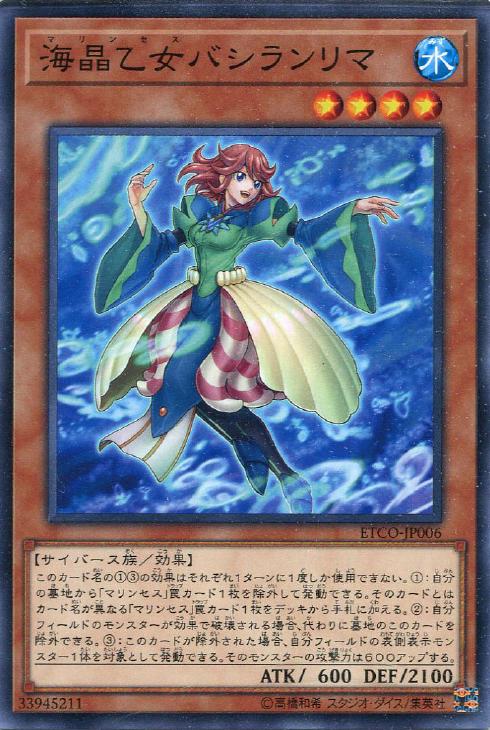 マリンセス
海晶乙女バシランリマ
みず
水
ETCO-JP006
【サイバース族／効果】
このカード名の①③の効果はそれぞれ1ターンに1度しか使用できない。①：自分
の墓地から「マリンセス」罠カード1枚を除外して発動できる。そのカードとは
カード名が異なる「マリンセス」罠カード1枚をデッキから手札に加える。②：自分
フィールドのモンスターが効果で破壊される場合、代わりに墓地のこのカードを
除外できる。③：このカードが除外された場合、自分フィールドの表側表示モン
スター1体を対象として発動できる。そのモンスターの攻撃力は600アップする。
ATK/ 600 DEF/2100
33945211
©高橋和希 スタジオ・ダイス/集英社